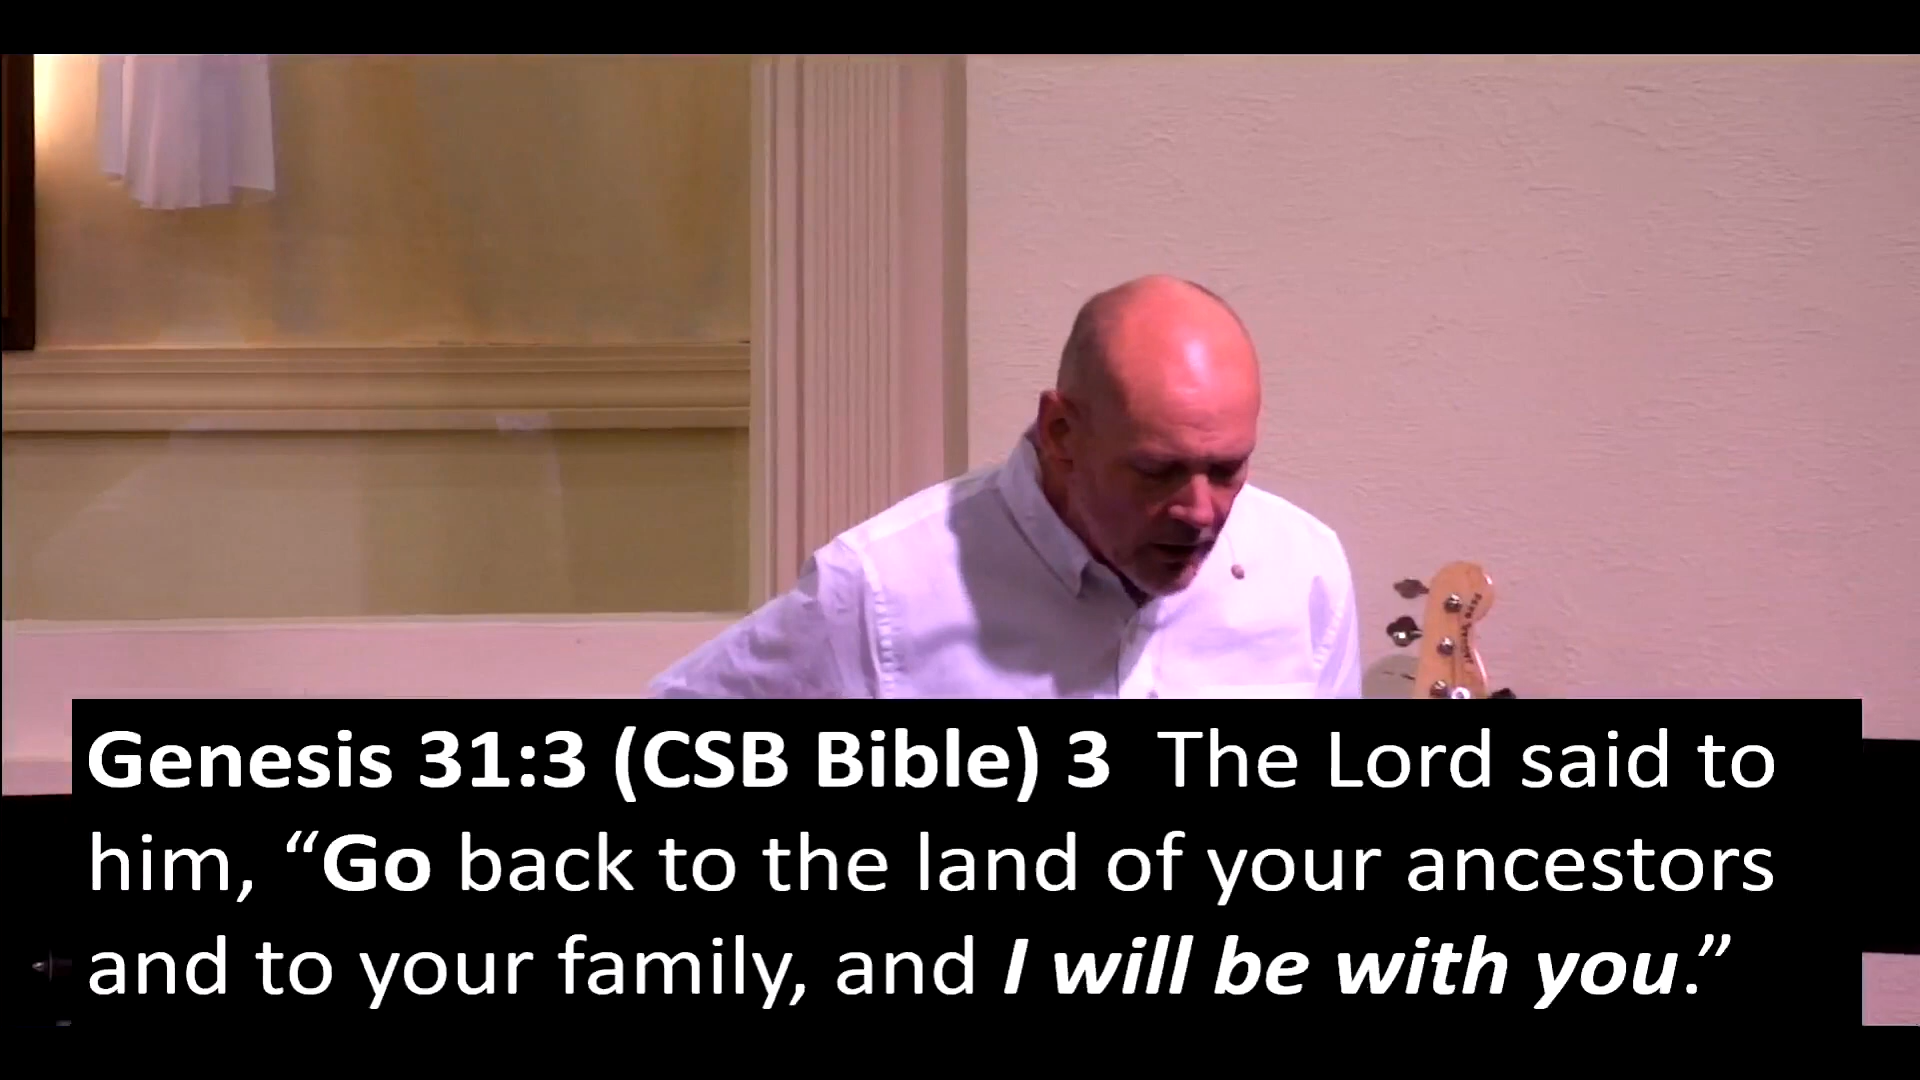 Genesis 31:3 (CSB Bible) 3 The Lord said to
him, “Go back to the land of your ancestors
and to your family, and I will be with you.”